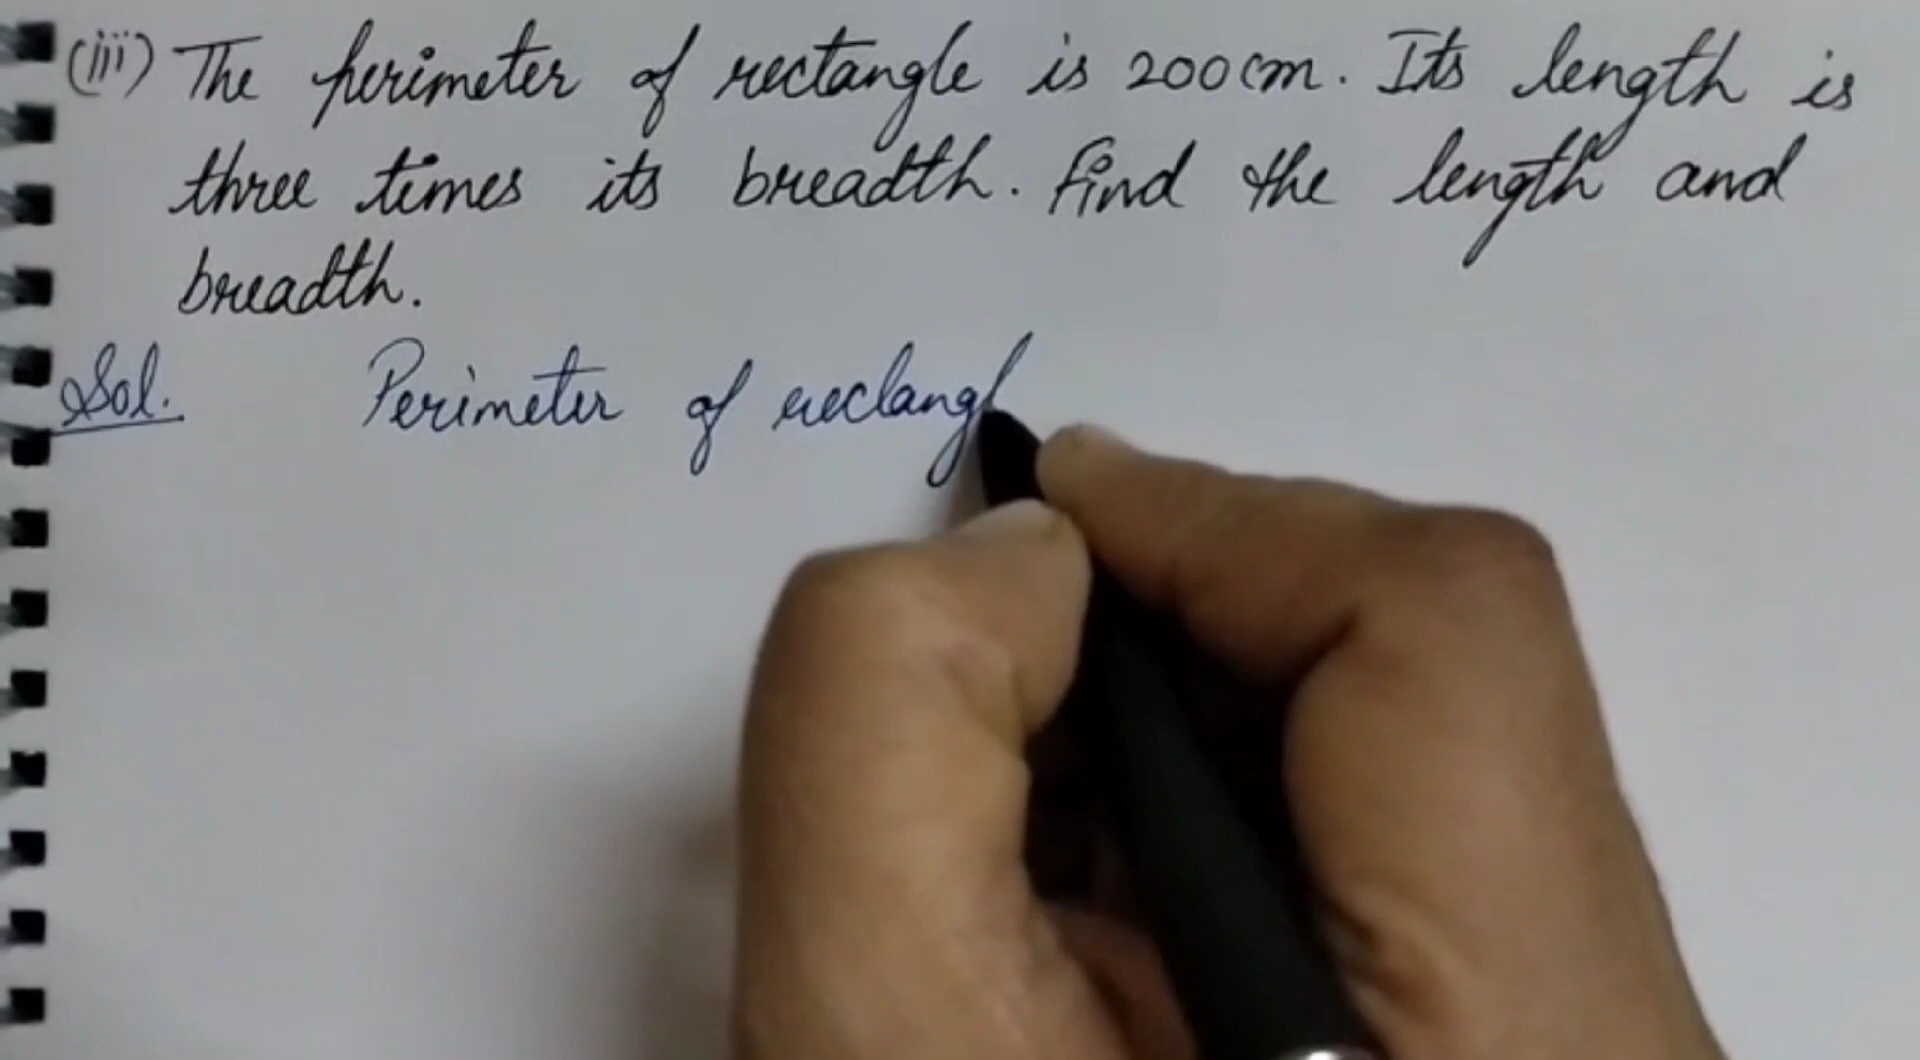 (iii) The perimeter of rectangle is 200cm. Its length is
three times its breadth. Find the length and
breadth.
Sol. Perimeter of rectangl